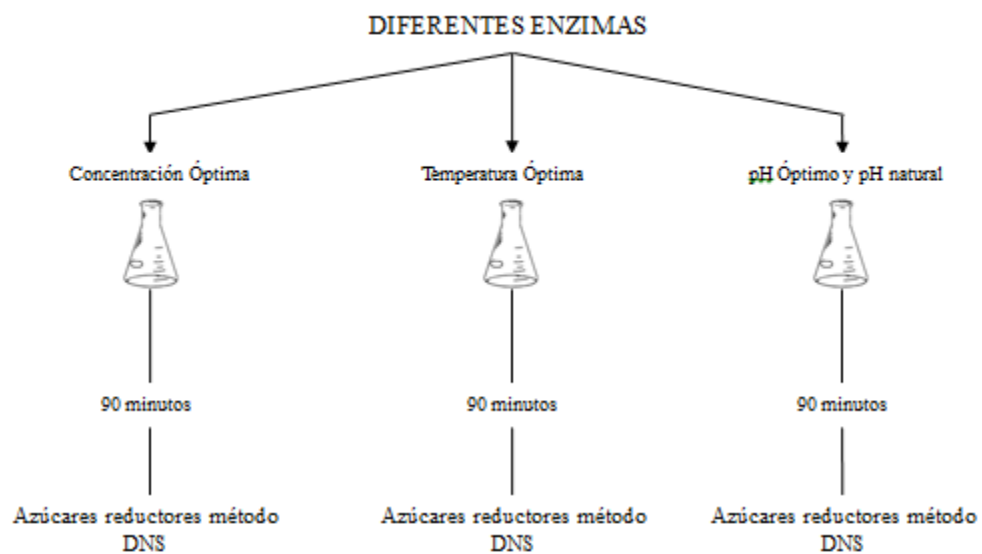 DIFERENTES ENZIMAS
Concentración Óptima
Temperatura Óptima
pH Óptimo y pH natural
90 minutos
90 minutos
90 minutos
Azúcares reductores método
DNS
Azúcares reductores método
DNS
Azúcares reductores método
DNS